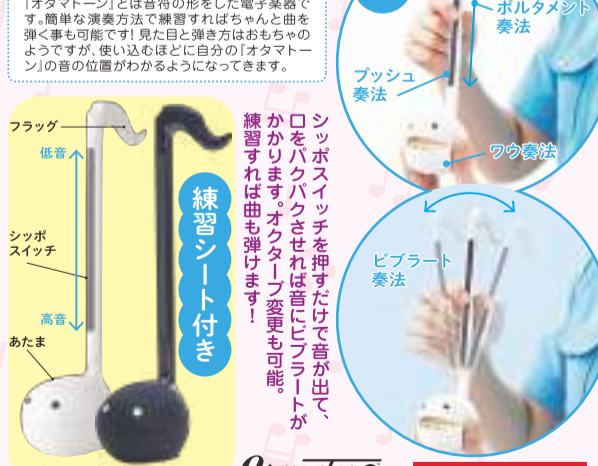 『オタマトーン』とは音符の形をした電子楽器で
す。簡単な演奏方法で練習すればちゃんと曲を
弾く事も可能です!見た目と弾き方はおもちゃの
ようですが、使い込むほどに自分の『オタマトー
ン』の音の位置がわかるようになってきます。
ポルタメント
奏法
プッシュ
奏法
ワウ奏法
ビブラート
奏法
シッポスイッチを押すだけで音が出て、
口をパクパクさせれば音にビブラートが
かかります。オクターブ変更も可能。
練習すれば曲も弾けます!
練習シート付き
フラッグ
低音
シッポ
スイッチ
高音
あたま